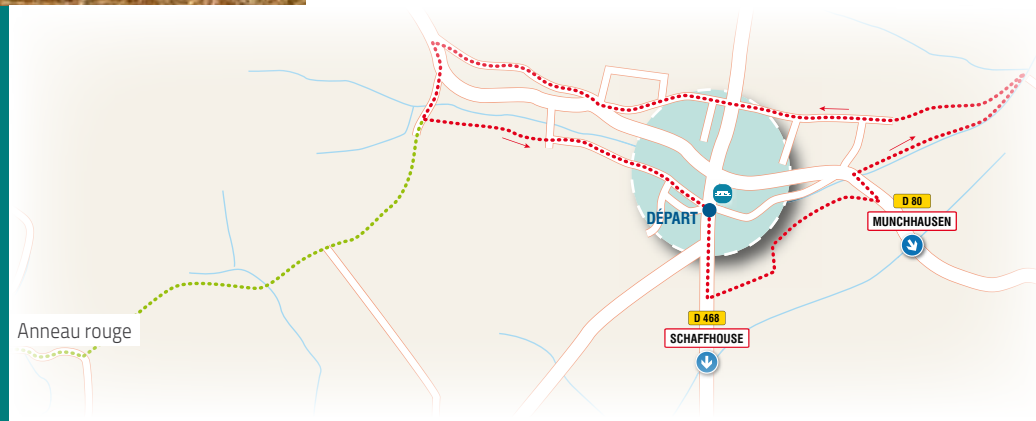 DÉPART
D 80
MUNCHHAUSEN
Anneau rouge
D 468
SCHAFFHOUSE